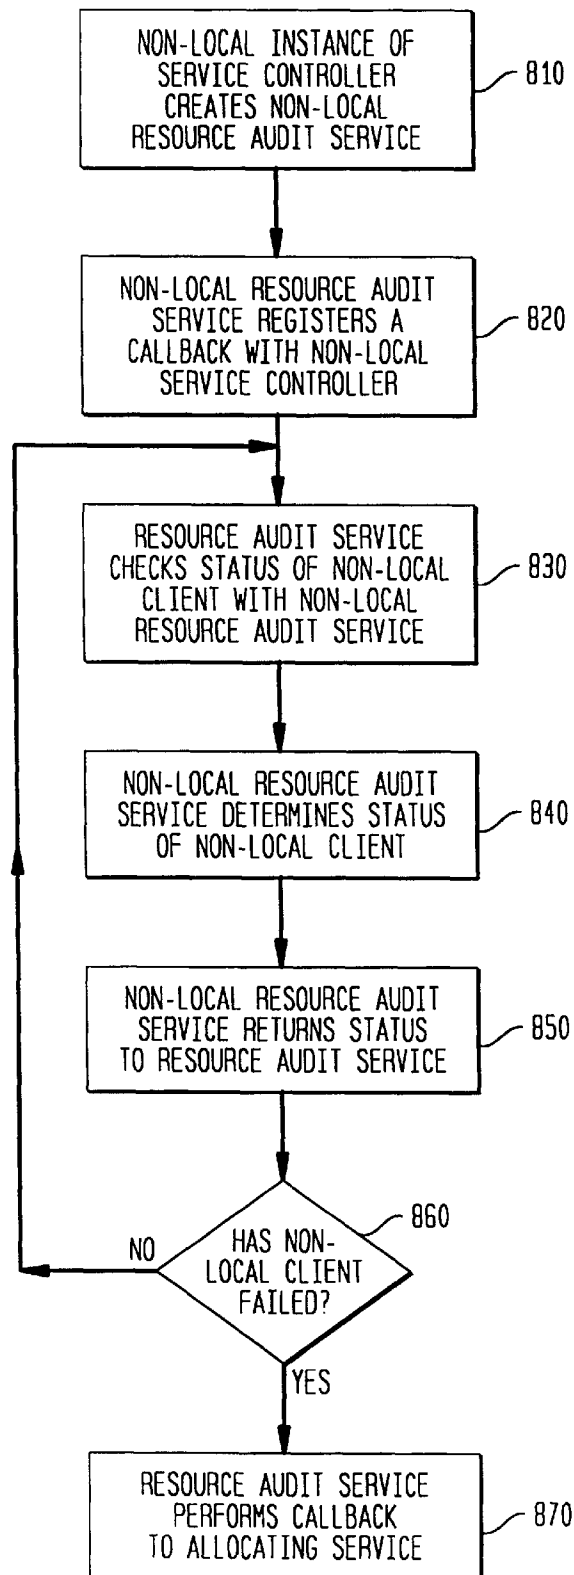 NON-LOCAL INSTANCE OF
SERVICE CONTROLLER
CREATES NON-LOCAL
RESOURCE AUDIT SERVICE
810
NON-LOCAL RESOURCE AUDIT
SERVICE REGISTERS A
CALLBACK WITH NON-LOCAL
SERVICE CONTROLLER
820
RESOURCE AUDIT SERVICE
CHECKS STATUS OF NON-LOCAL
CLIENT WITH NON-LOCAL
RESOURCE AUDIT SERVICE
830
NON-LOCAL RESOURCE AUDIT
SERVICE DETERMINES STATUS
OF NON-LOCAL CLIENT
840
NON-LOCAL RESOURCE AUDIT
SERVICE RETURNS STATUS
TO RESOURCE AUDIT SERVICE
850
HAS NON-
LOCAL CLIENT
FAILED?
860
NO
YES
RESOURCE AUDIT SERVICE
PERFORMS CALLBACK
TO ALLOCATING SERVICE
870